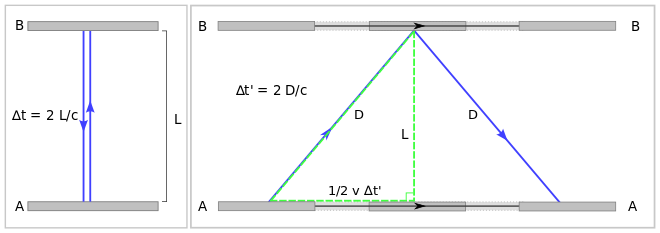 B
Δt = 2 L/c
L
A
B
B
Δt' = 2 D/c
D
D
L
1/2 v Δt'
A
A